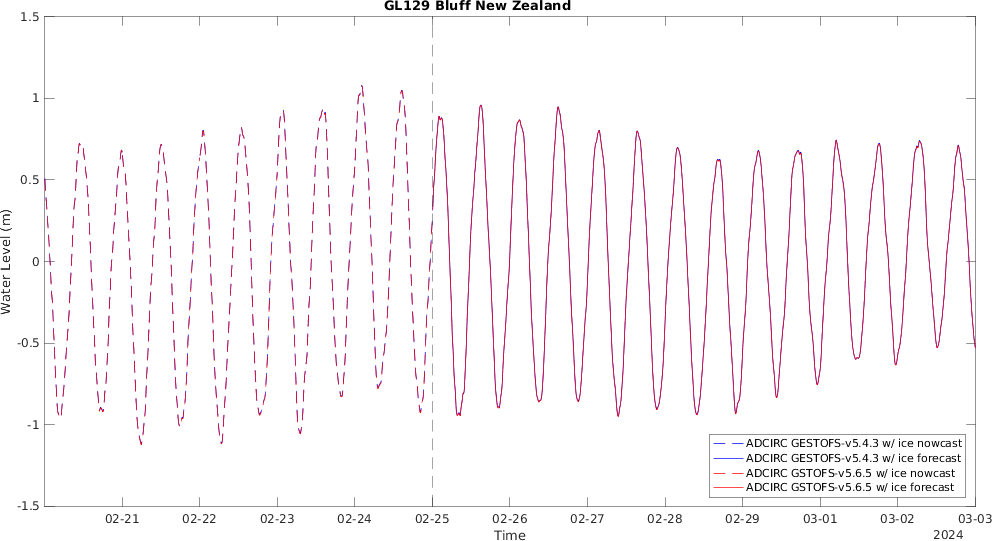 GL129 Bluff New Zealand
1.5
1
0.5
0
-0.5
-1
-1.5
Water Level (m)
02-21 02-22 02-23 02-24 02-25 02-26 02-27 02-28 02-29 03-01 03-02 03-03
Time
2024
ADCIRC GESTOFS-v5.4.3 w/ ice nowcast
ADCIRC GESTOFS-v5.4.3 w/ ice forecast
ADCIRC GSTOFS-v5.6.5 w/ ice nowcast
ADCIRC GSTOFS-v5.6.5 w/ ice forecast